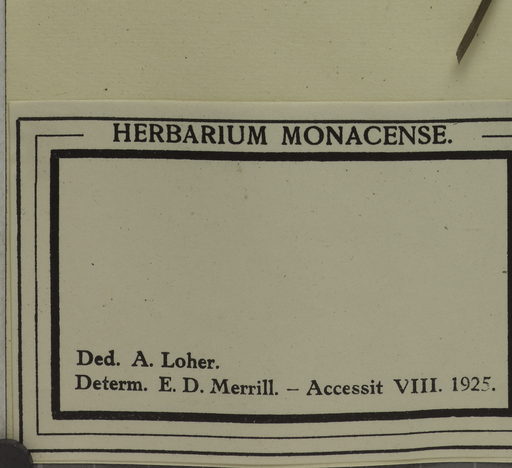 HERBARIUM MONACENSE.
Ded. A. Loher.
Determ. E. D. Merrill. – Accessit VIII. 1925.